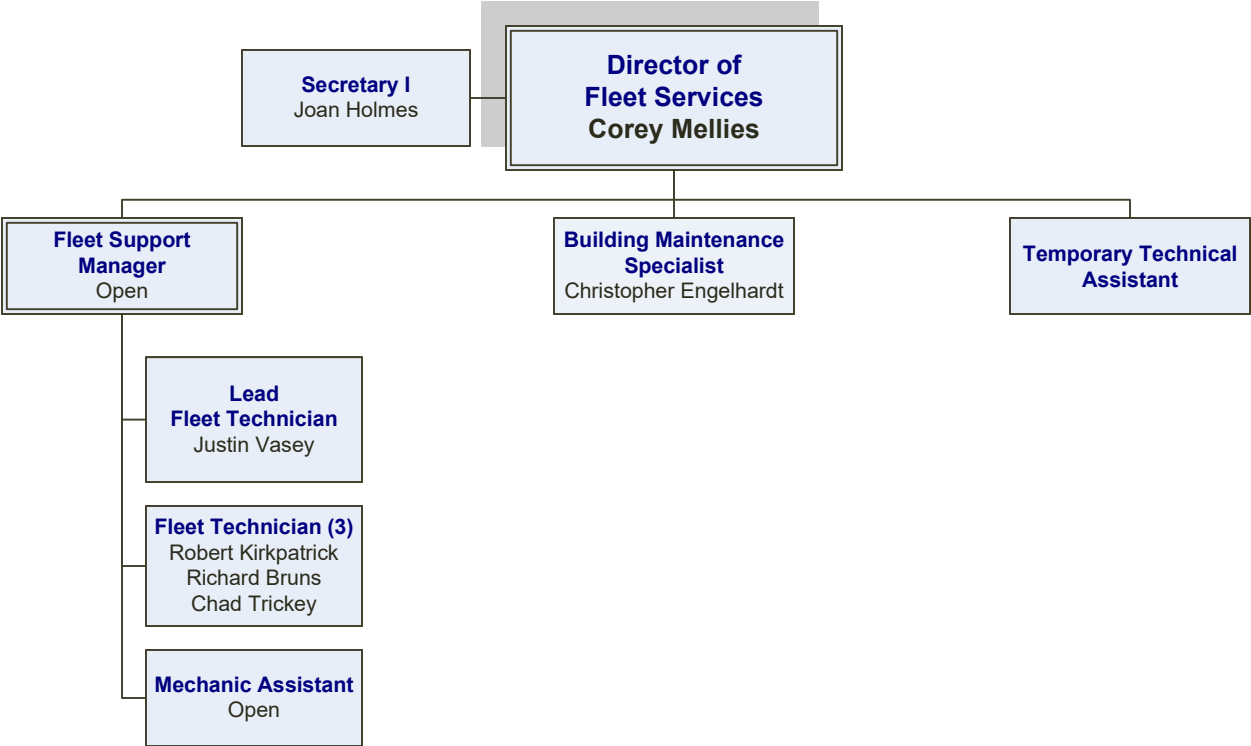 Secretary I
Joan Holmes
Director of
Fleet Services
Corey Mellies
Fleet Support
Manager
Open
Building Maintenance
Specialist
Christopher Engelhardt
Temporary Technical
Assistant
Lead
Fleet Technician
Justin Vasey
Fleet Technician (3)
Robert Kirkpatrick
Richard Bruns
Chad Trickey
Mechanic Assistant
Open